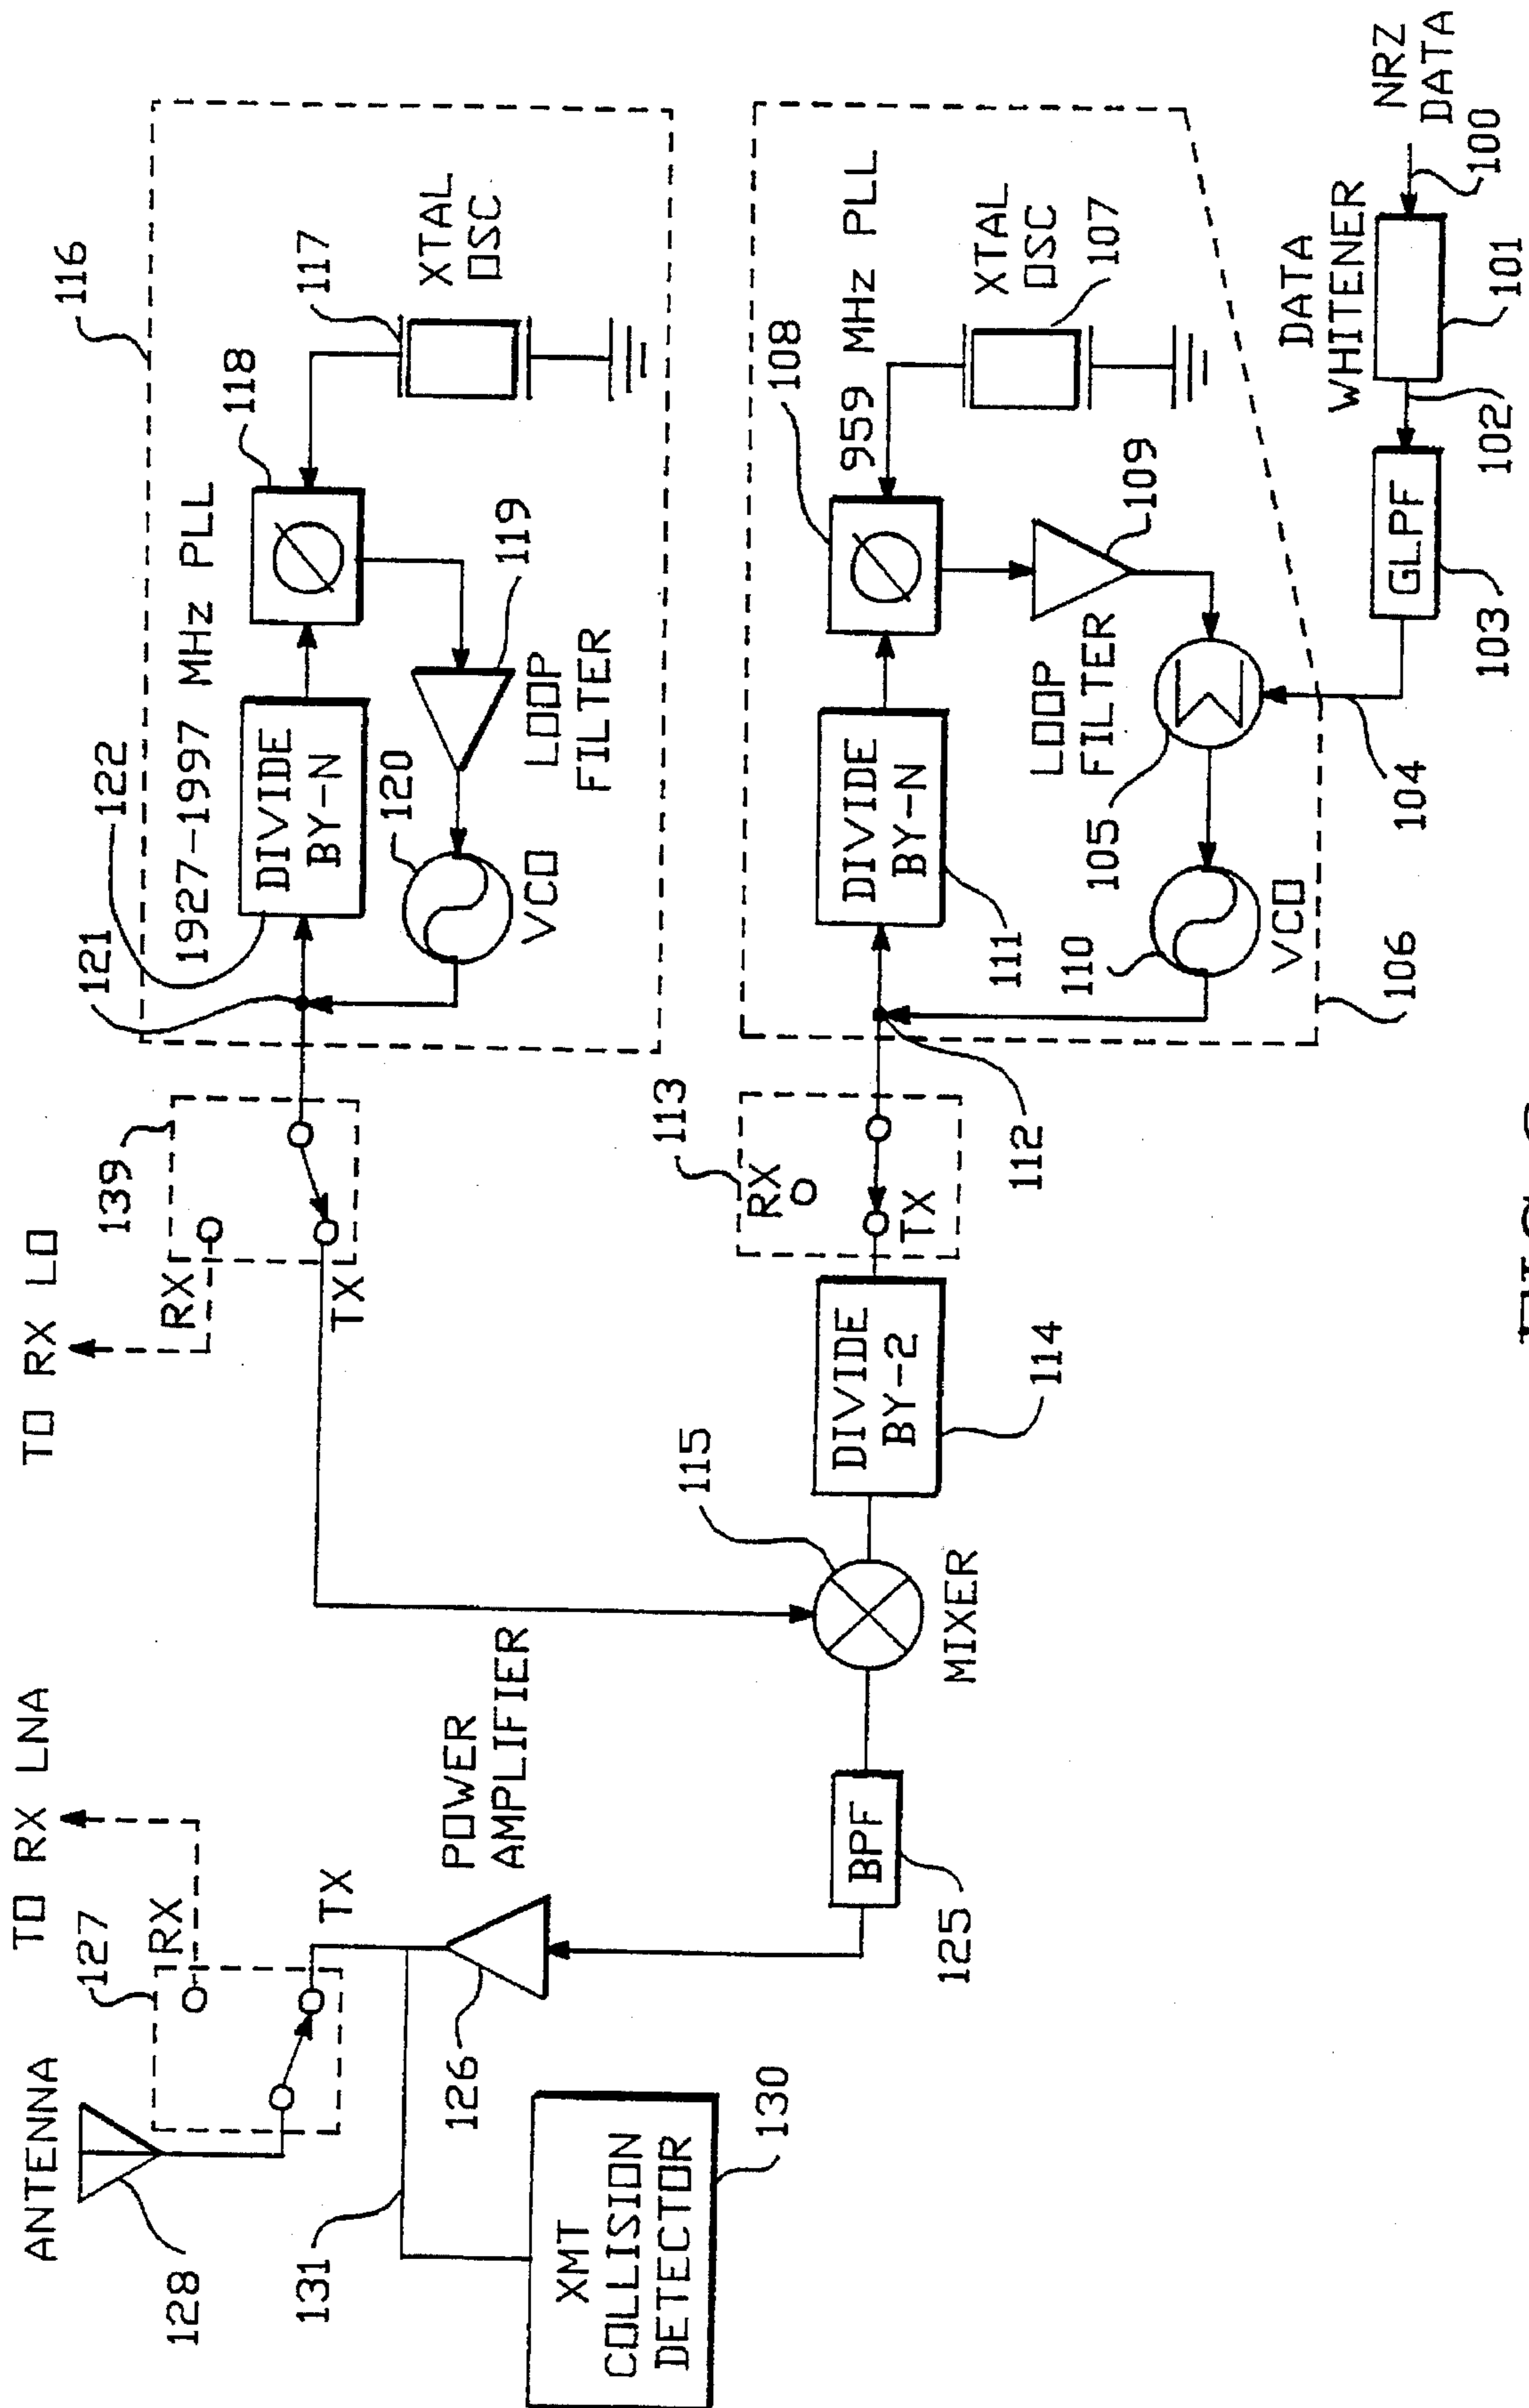 ANTENNA
TO RX LNA
TO RX LO
128
127
RX
TX
131
XMT
COLLISION
DETECTOR
130
126
POWER
AMPLIFIER
125
BPF
115
MIXER
139
RX
TX
113
RX
TX
DIVIDE
BY-2
114
112
116
121
122
1927-1997 MHz PLL
DIVIDE
BY-N
118
117
XTAL
OSC
119
LOOP
FILTER
120
VCO
959 MHz PLL
DIVIDE
BY-N
111
108
XTAL
OSC
107
109
LOOP
FILTER
105
110
VCO
106
104
GLPF
103
102
DATA
WHITENER
101
NRZ
DATA
100